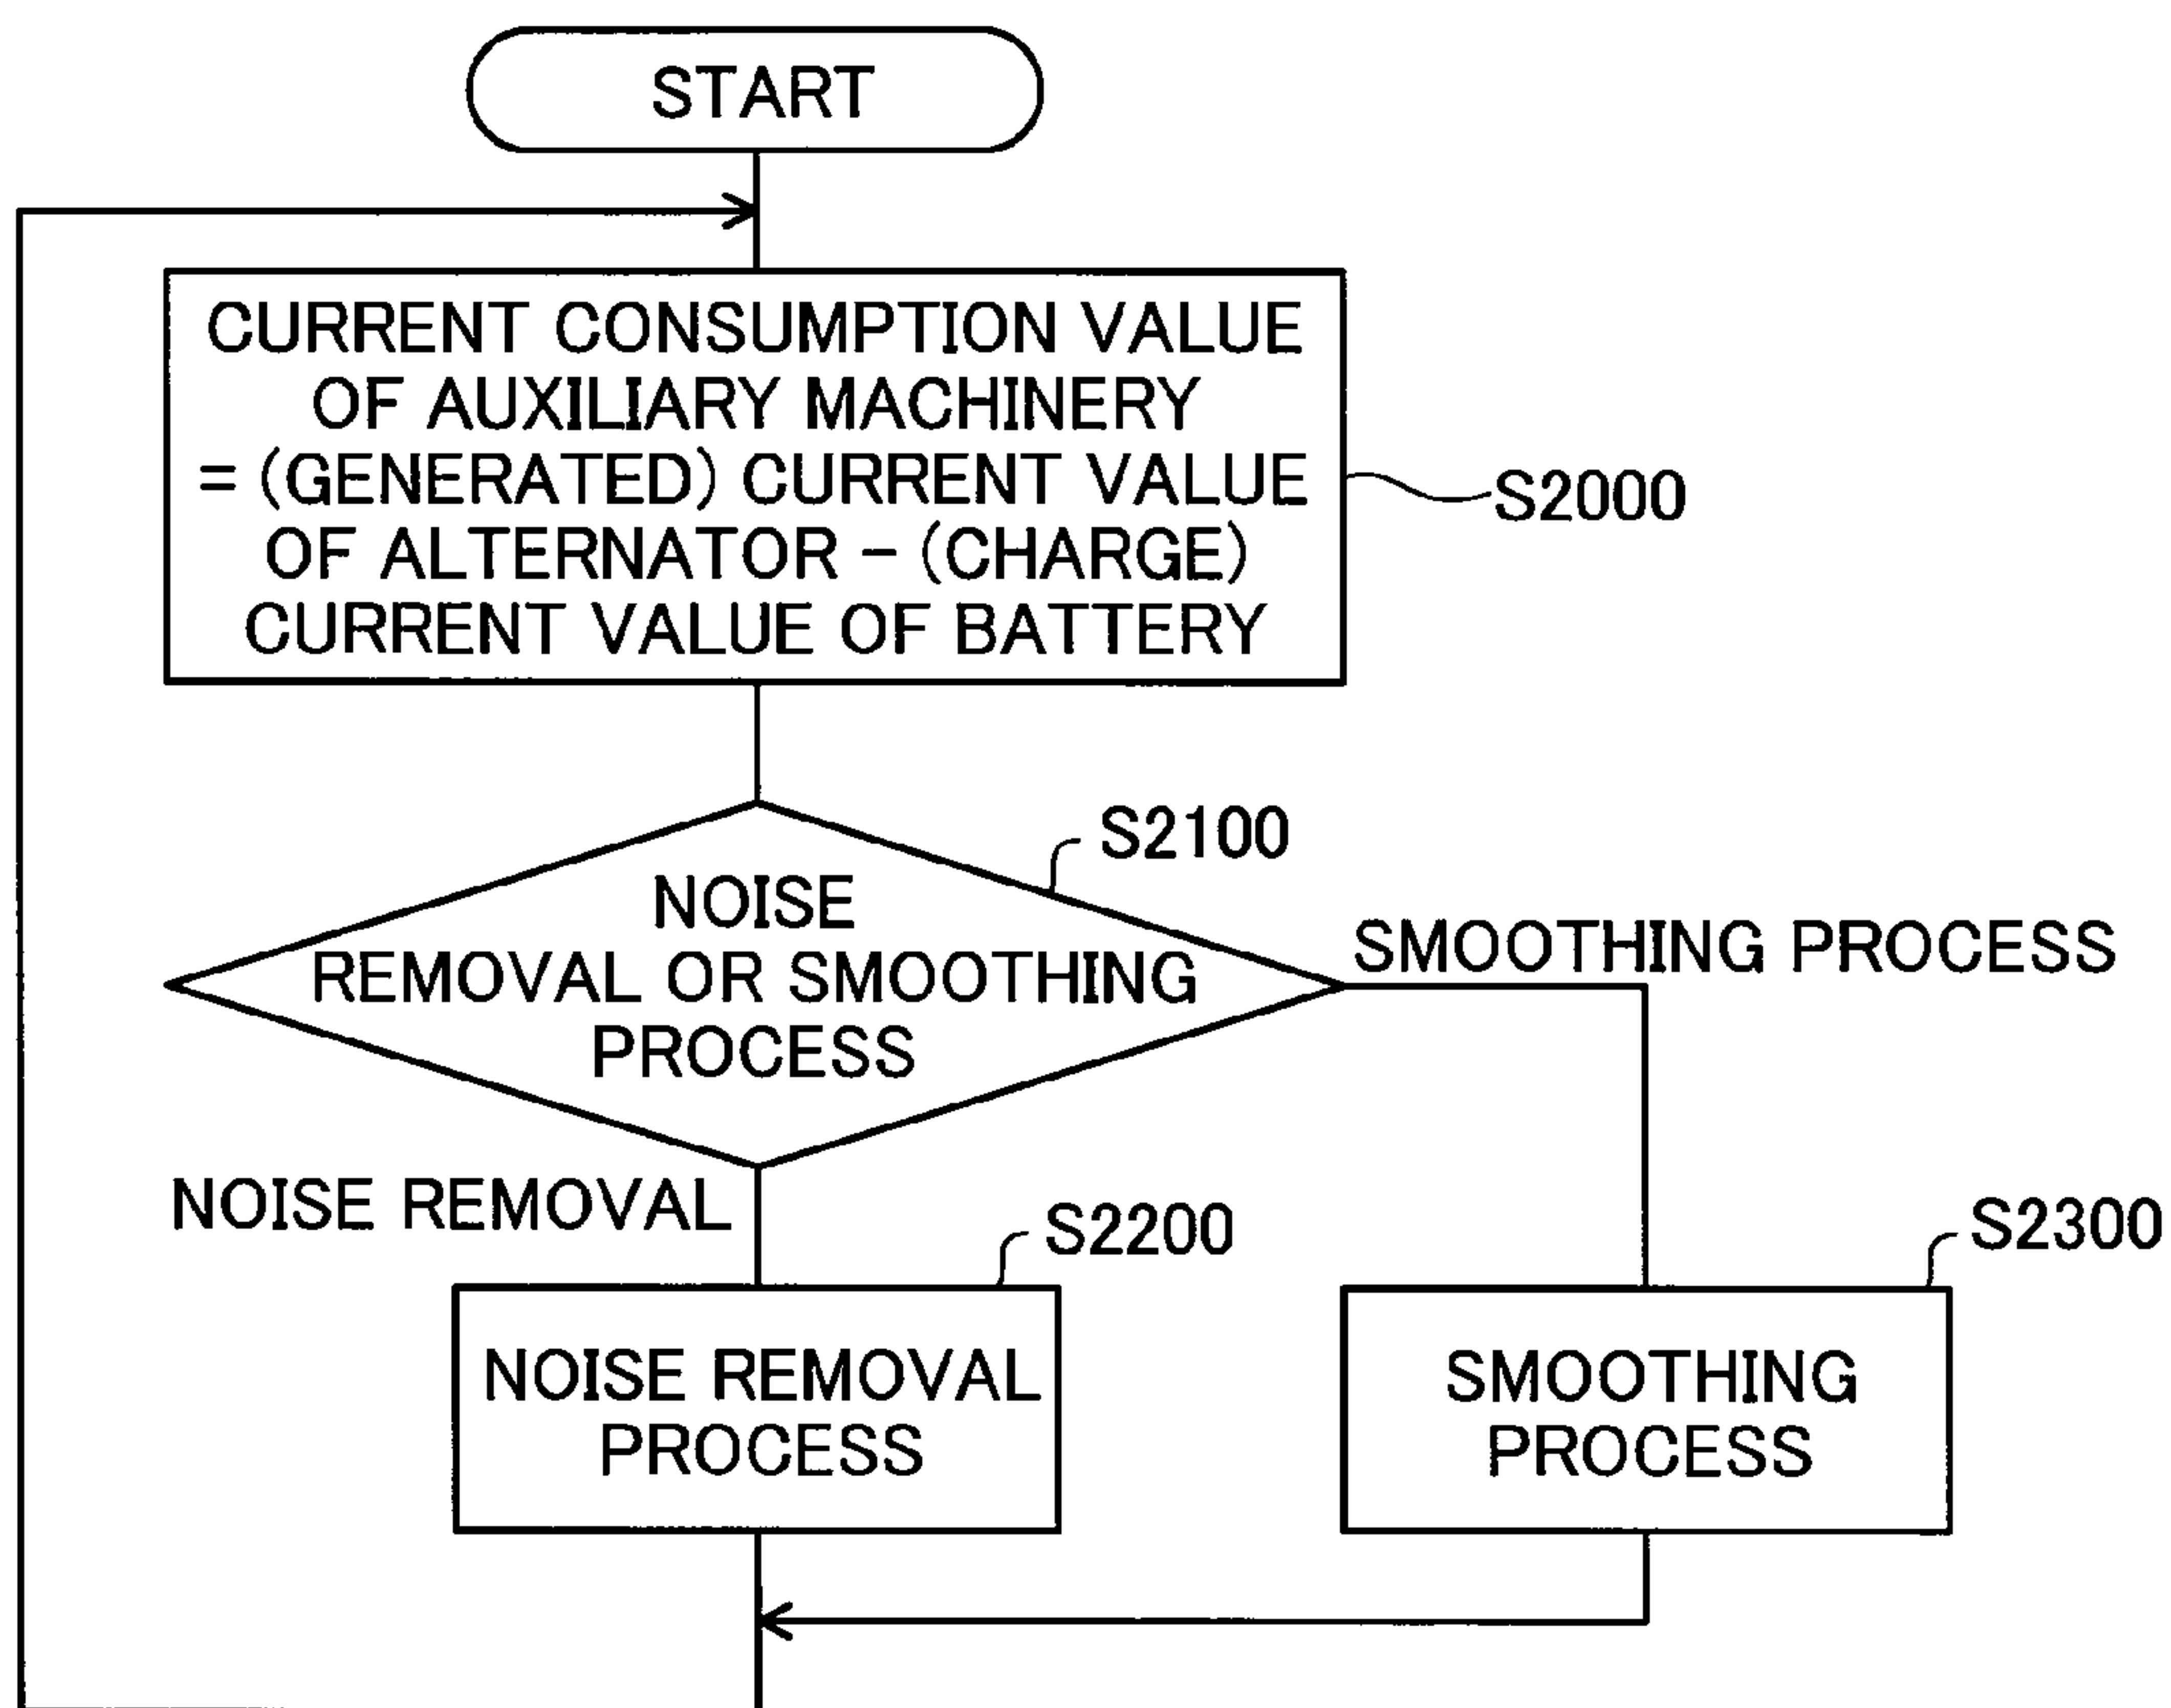 START
CURRENT CONSUMPTION VALUE
OF AUXILIARY MACHINERY
= (GENERATED) CURRENT VALUE
OF ALTERNATOR - (CHARGE)
CURRENT VALUE OF BATTERY
S2000
S2100
NOISE
REMOVAL OR SMOOTHING
PROCESS
SMOOTHING PROCESS
NOISE REMOVAL
S2200
S2300
NOISE REMOVAL
PROCESS
SMOOTHING
PROCESS